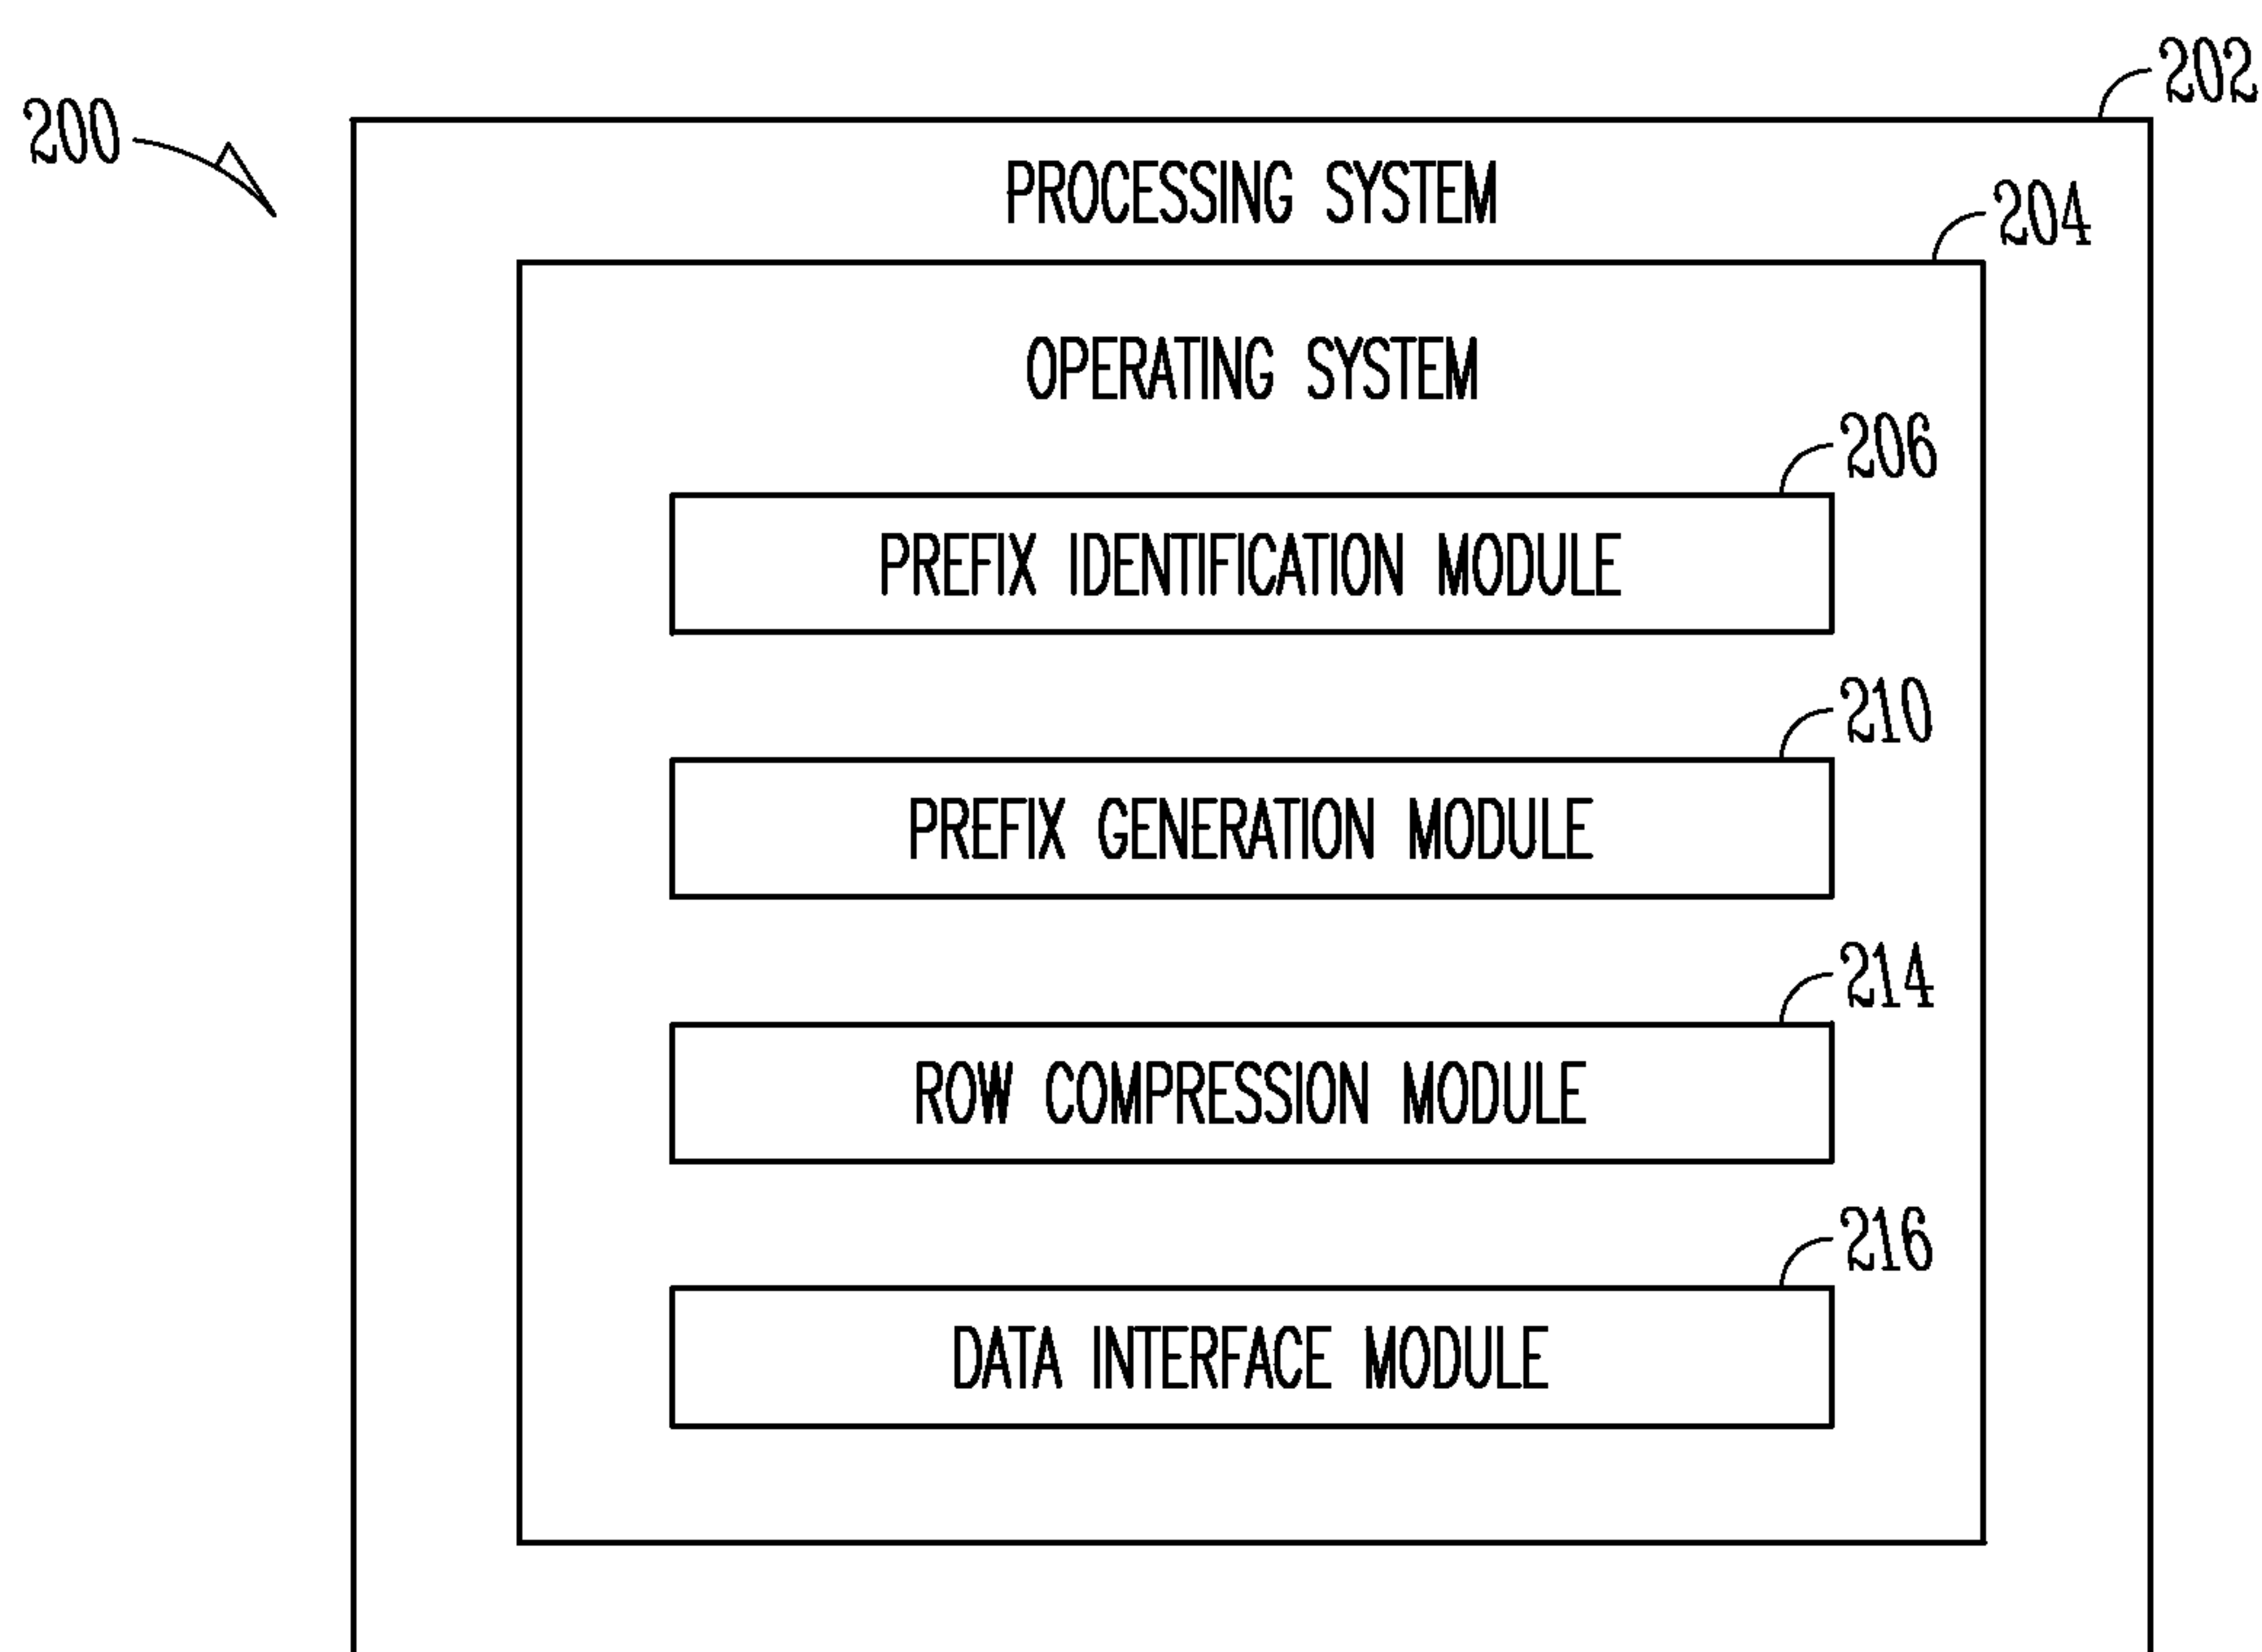 202
200
PROCESSING SYSTEM
204
OPERATING SYSTEM
206
PREFIX IDENTIFICATION MODULE
210
PREFIX GENERATION MODULE
214
ROW COMPRESSION MODULE
216
DATA INTERFACE MODULE